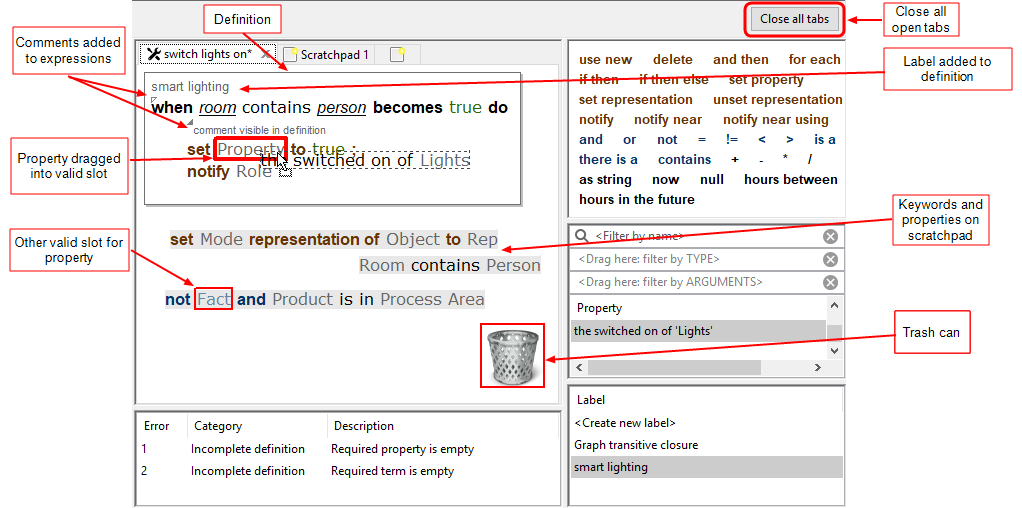 Definition
Close all tabs
Close all
open tabs
Comments added
to expressions
switch lights on*
Scratchpad 1
smart lighting
when room contains person becomes true do
comment visible in definition
set Property to true ;
the switched on of Lights
notify Role
Property dragged
into valid slot
Other valid slot for
property
set Mode representation of Object to Rep
Room contains Person
not Fact and Product is in Process Area
use new delete and then for each
if then if then else set property
set representation unset representation
notify notify near notify near using
and or not = != < > is a
there is a contains + - * /
as string now null hours between
hours in the future
Label added to
definition
Keywords and
properties on
scratchpad
<Filter by name>
<Drag here: filter by TYPE>
<Drag here: filter by ARGUMENTS>
Property
the switched on of 'Lights'
Trash can
Error Category Description
1 Incomplete definition Required property is empty
2 Incomplete definition Required term is empty
Label
<Create new label>
Graph transitive closure
smart lighting